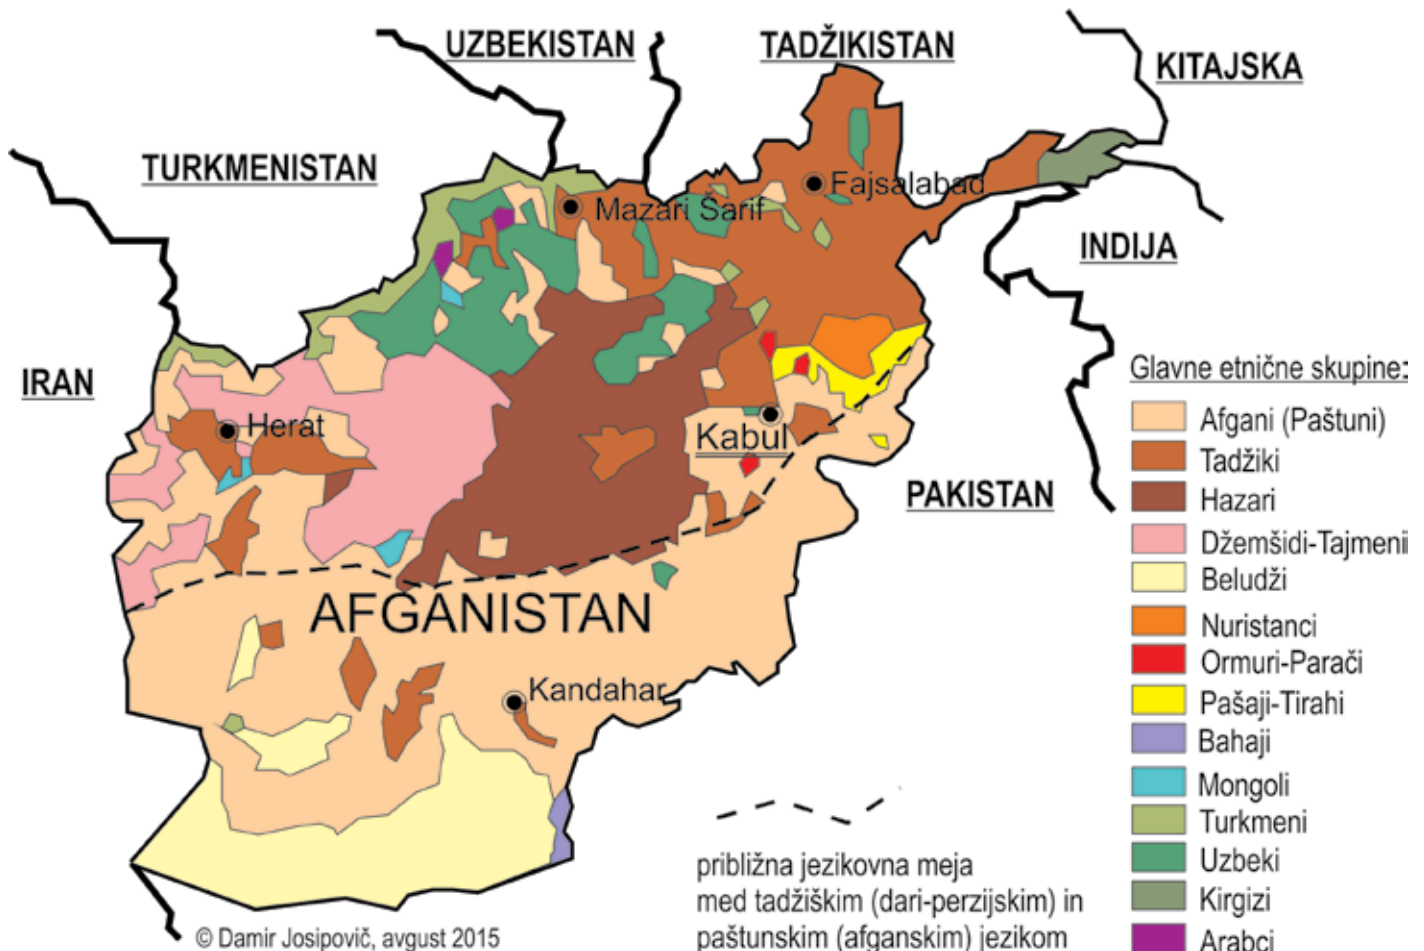 UZBEKISTAN
TADŽIKISTAN
KITAJSKA
TURKMENISTAN
Fajsalabad
Mazari Šarif
INDIJA
IRAN
Herat
Kabul
PAKISTAN
AFGANISTAN
Kandahar
Glavne etnične skupine:
Afgani (Paštuni)
Tadžiki
Hazari
Džemšidi-Tajmenii
Beludži
Nuristanci
Ormuri-Parači
Pašaji-Tirahi
Bahaji
Mongoli
Turkmeni
Uzbeki
Kirgizi
Arabci
približna jezikovna meja
med tadžiškim (dari-perzijskim) in
paštunskim (afganskim) jezikom
© Damir Josipovič, avgust 2015